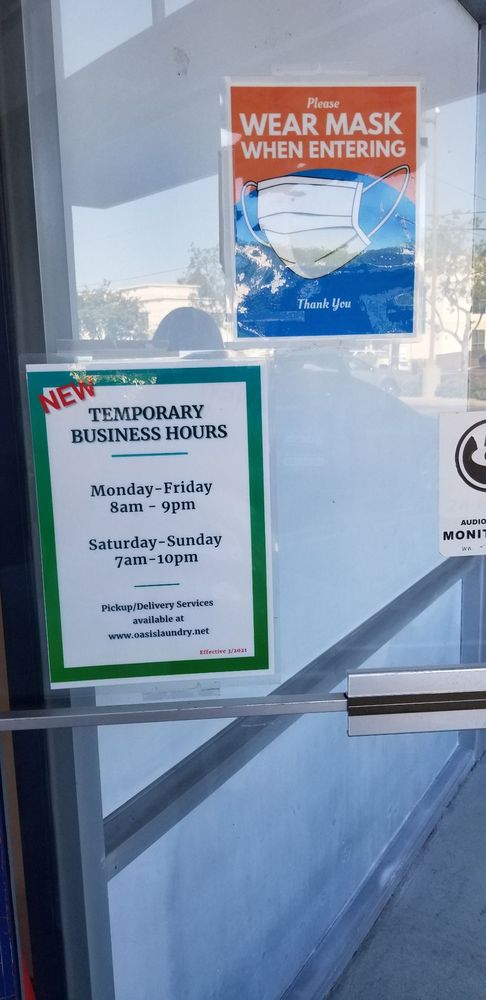 Please
WEAR MASK
WHEN ENTERING
Thank You
NEW
TEMPORARY
BUSINESS HOURS
Monday-Friday
8am - 9pm
Saturday-Sunday
7am-10pm
Pickup/Delivery Services
available at
www.oasislaundry.net
Effective 3/2021
AUDIO
MONIT